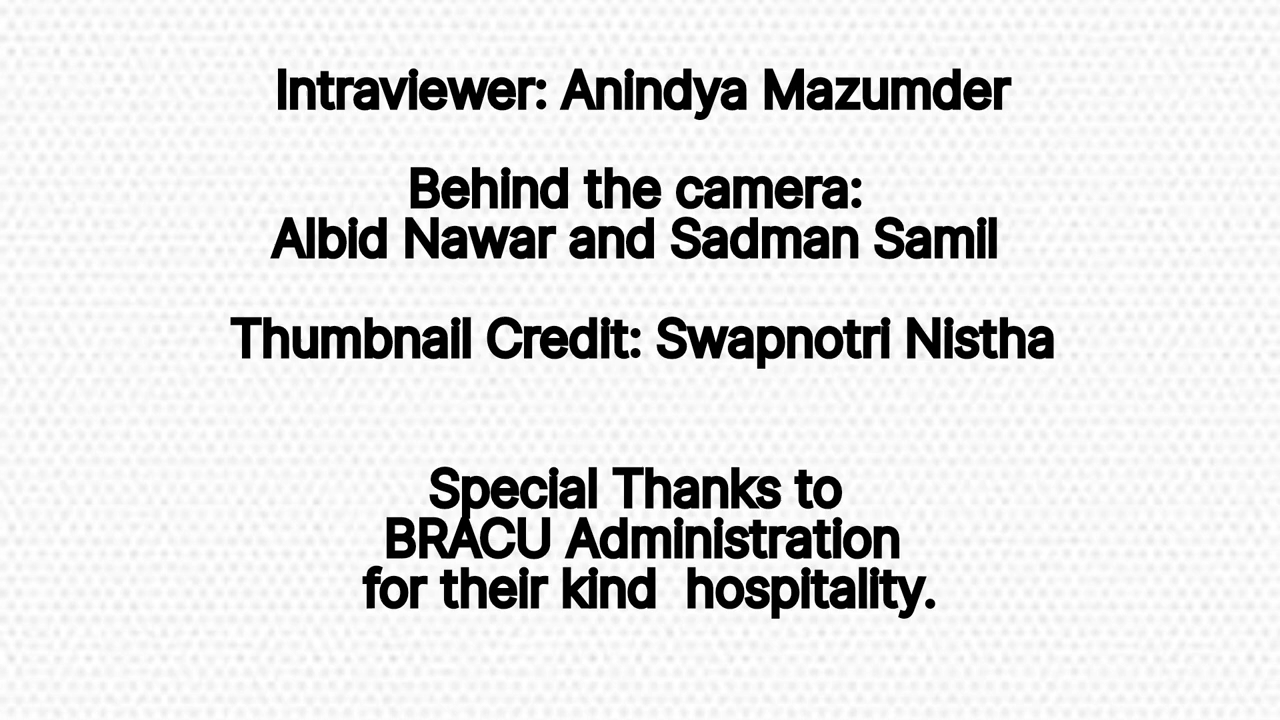 Intraviewer: Anindya Mazumder
Behind the camera:
Albid Nawar and Sadman Samil
Thumbnail Credit: Swapnotri Nistha
Special Thanks to
BRACU Administration
for their kind  hospitality.